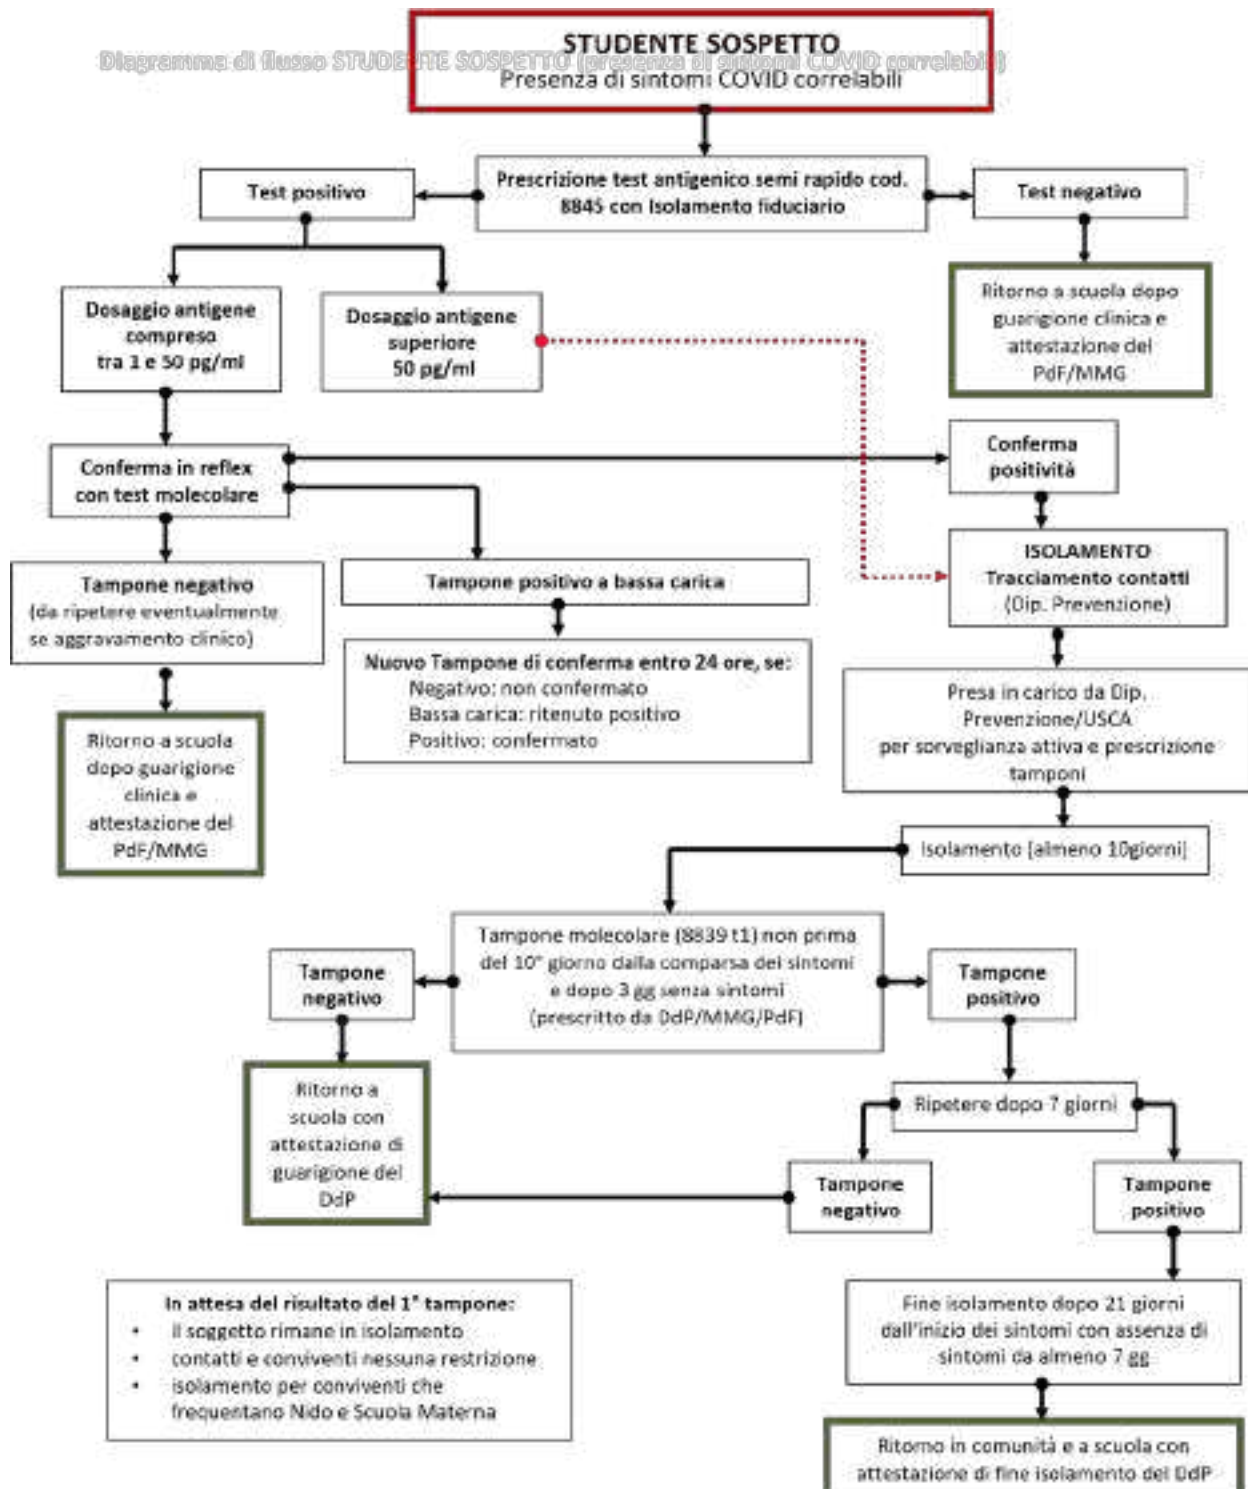 Diagramma di flusso STUDENTE SOSPETTO (presenza di sintomi COVID correlabili)
STUDENTE SOSPETTO
Presenza di sintomi COVID correlabili
Test positivo
Prescrizione test antigenico semi rapido cod.
8845 con Isolamento fiduciario
Test negativo
Dosaggio antigene
compreso
tra 1 e 50 pg/ml
Dosaggio antigene
superiore
50 pg/ml
Ritorno a scuola dopo
guarigione clinica e
attestazione del
PdF/MMG
Conferma in reflex
con test molecolare
Conferma
positività
Tampone negativo
(da ripetere eventualmente
se aggravamento clinico)
Tampone positivo a bassa carica
ISOLAMENTO
Tracciamento contatti
(Dip. Prevenzione)
Nuovo Tampone di conferma entro 24 ore, se:
Negativo: non confermato
Bassa carica: ritenuto positivo
Positivo: confermato
Presa in carico da Dip.
Prevenzione/USCA
per sorveglianza attiva e prescrizione
tamponi
Ritorno a scuola
dopo guarigione
clinica e
attestazione del
PdF/MMG
Isolamento (almeno 10giorni)
Tampone
negativo
Tampone molecolare (8839 t1) non prima
del 10° giorno dalla comparsa dei sintomi
e dopo 3 gg senza sintomi
(prescritto da DdP/MMG/PdF)
Tampone
positivo
Ritorno a
scuola con
attestazione di
guarigione del
DdP
Ripetere dopo 7 giorni
Tampone
negativo
Tampone
positivo
In attesa del risultato del 1° tampone:
• il soggetto rimane in isolamento
• contatti e conviventi nessuna restrizione
• isolamento per conviventi che
frequentano Nido e Scuola Materna
Fine isolamento dopo 21 giorni
dall'inizio dei sintomi con assenza di
sintomi da almeno 7 gg
Ritorno in comunità e a scuola con
attestazione di fine isolamento del DdP